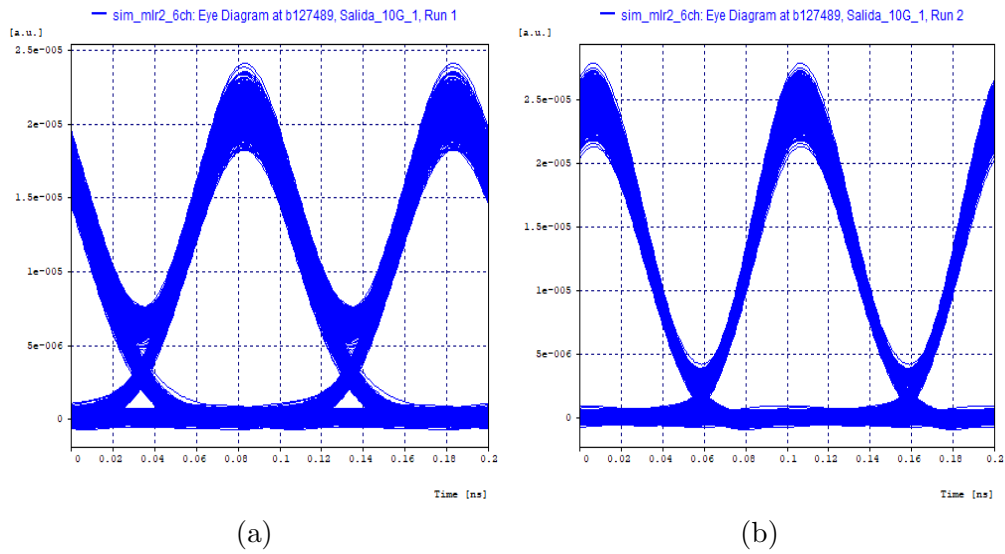 sim_mlr2_6ch: Eye Diagram at b127489, Salida_10G_1, Run 1
[a.u.]
2.5e-005
2e-005
1.5e-005
1e-005
5e-006
0
0 0.02 0.04 0.06 0.08 0.1 0.12 0.14 0.16 0.18 0.2
Time [ns]
(a)
sim_mlr2_6ch: Eye Diagram at b127489, Salida_10G_1, Run 2
[a.u.]
2.5e-005
2e-005
1.5e-005
1e-005
5e-006
0
0 0.02 0.04 0.06 0.08 0.1 0.12 0.14 0.16 0.18 0.2
Time [ns]
(b)